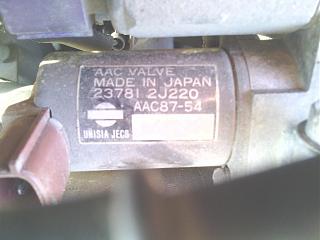 AAC VALVE
MADE IN JAPAN
23781 2J220
AAC87-54
UNISIA JECS